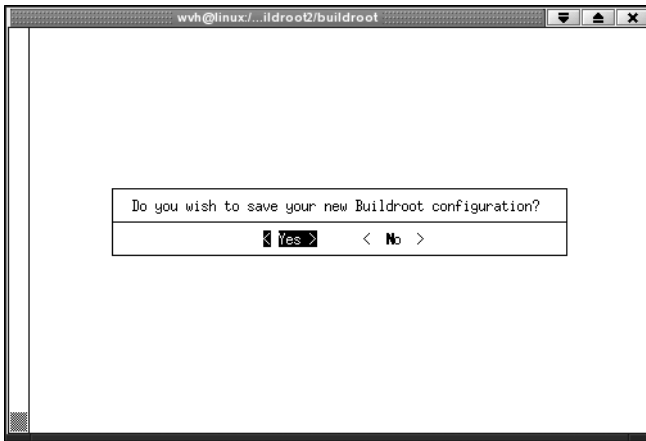 wvh@linux:/...ildroot2/buildroot
Do you wish to save your new Buildroot configuration?
< Yes > < No >